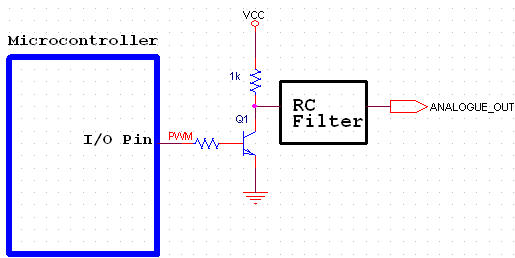 VCC
Microcontroller
1k
Q1
RC
Filter
ANALOGUE_OUT
I/O Pin
PWM